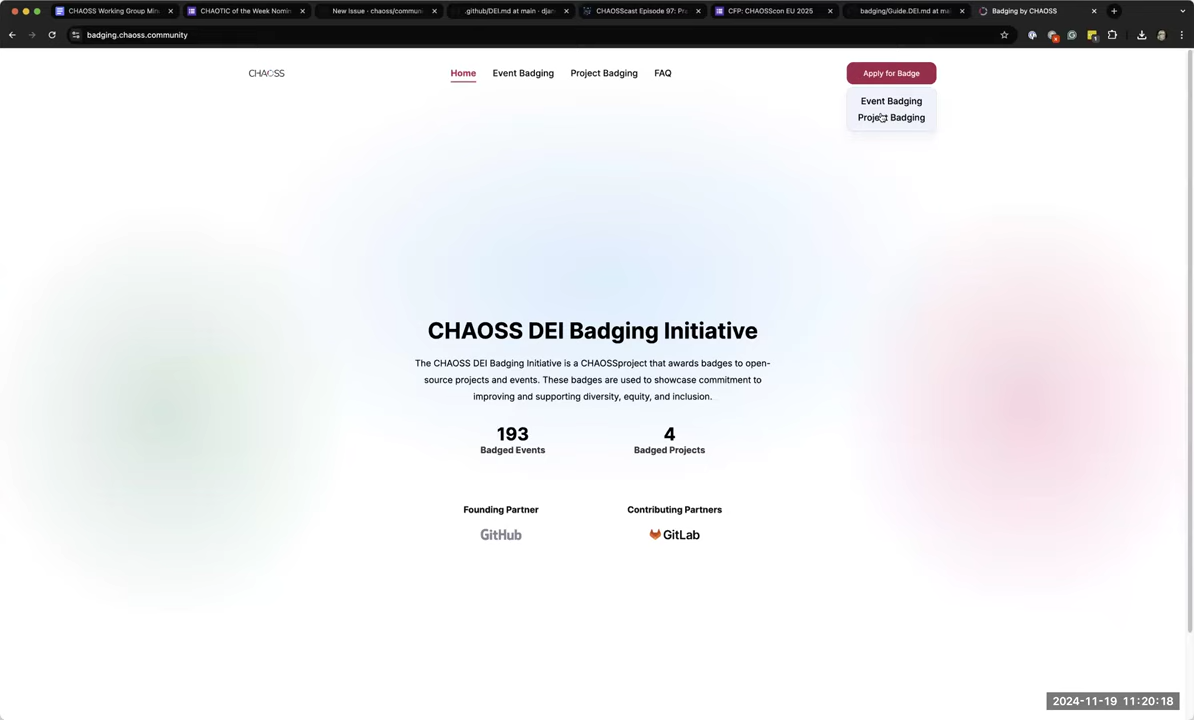 CHAOSS Working Group Min
CHAOTIC of the Week Nomin
New Issue · chaoss/commun
.github/DEI.md at main · djan
CHAOSScast Episode 97: Pr
CFP: CHAOSScon EU 2025
badging/Guide.DEI.md at ma
Badging by CHAOSS
badging.chaoss.community
CHAOSS
Home
Event Badging
Project Badging
FAQ
Apply for Badge
Event Badging
Project Badging
CHAOSS DEI Badging Initiative
The CHAOSS DEI Badging Initiative is a CHAOSSproject that awards badges to open-
source projects and events. These badges are used to showcase commitment to
improving and supporting diversity, equity, and inclusion.
193
Badged Events
4
Badged Projects
Founding Partner
GitHub
Contributing Partners
GitLab
2024-11-19 11:20:18